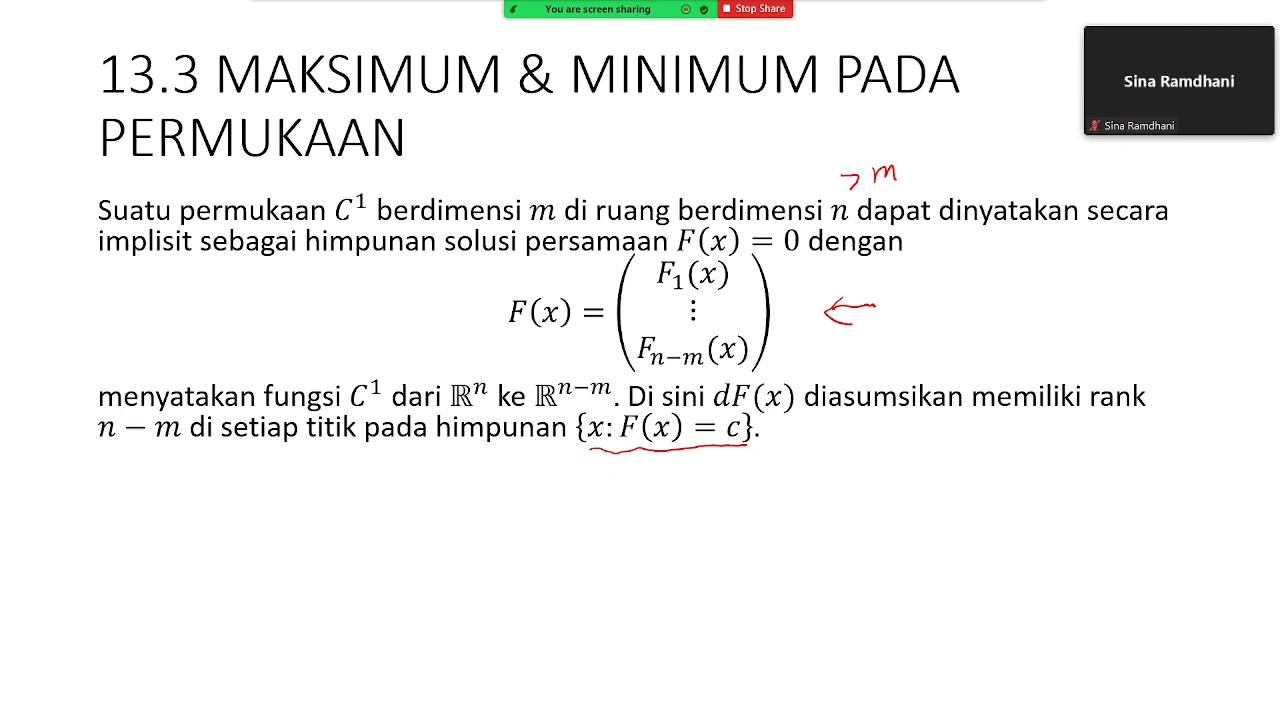 You are screen sharing
Stop Share
13.3 MAKSIMUM & MINIMUM PADA
PERMUKAAN
Sina Ramdhani
Sina Ramdhani
> m
Suatu permukaan C¹ berdimensi m di ruang berdimensi n dapat dinyatakan secara
implisit sebagai himpunan solusi persamaan F(x) = 0 dengan
F₁(x)
F(x) = ⋮
Fₙ₋ₘ(x)
menyatakan fungsi C¹ dari ℝⁿ ke ℝⁿ⁻ᵐ. Di sini dF(x) diasumsikan memiliki rank
n − m di setiap titik pada himpunan {x: F(x) = c}.